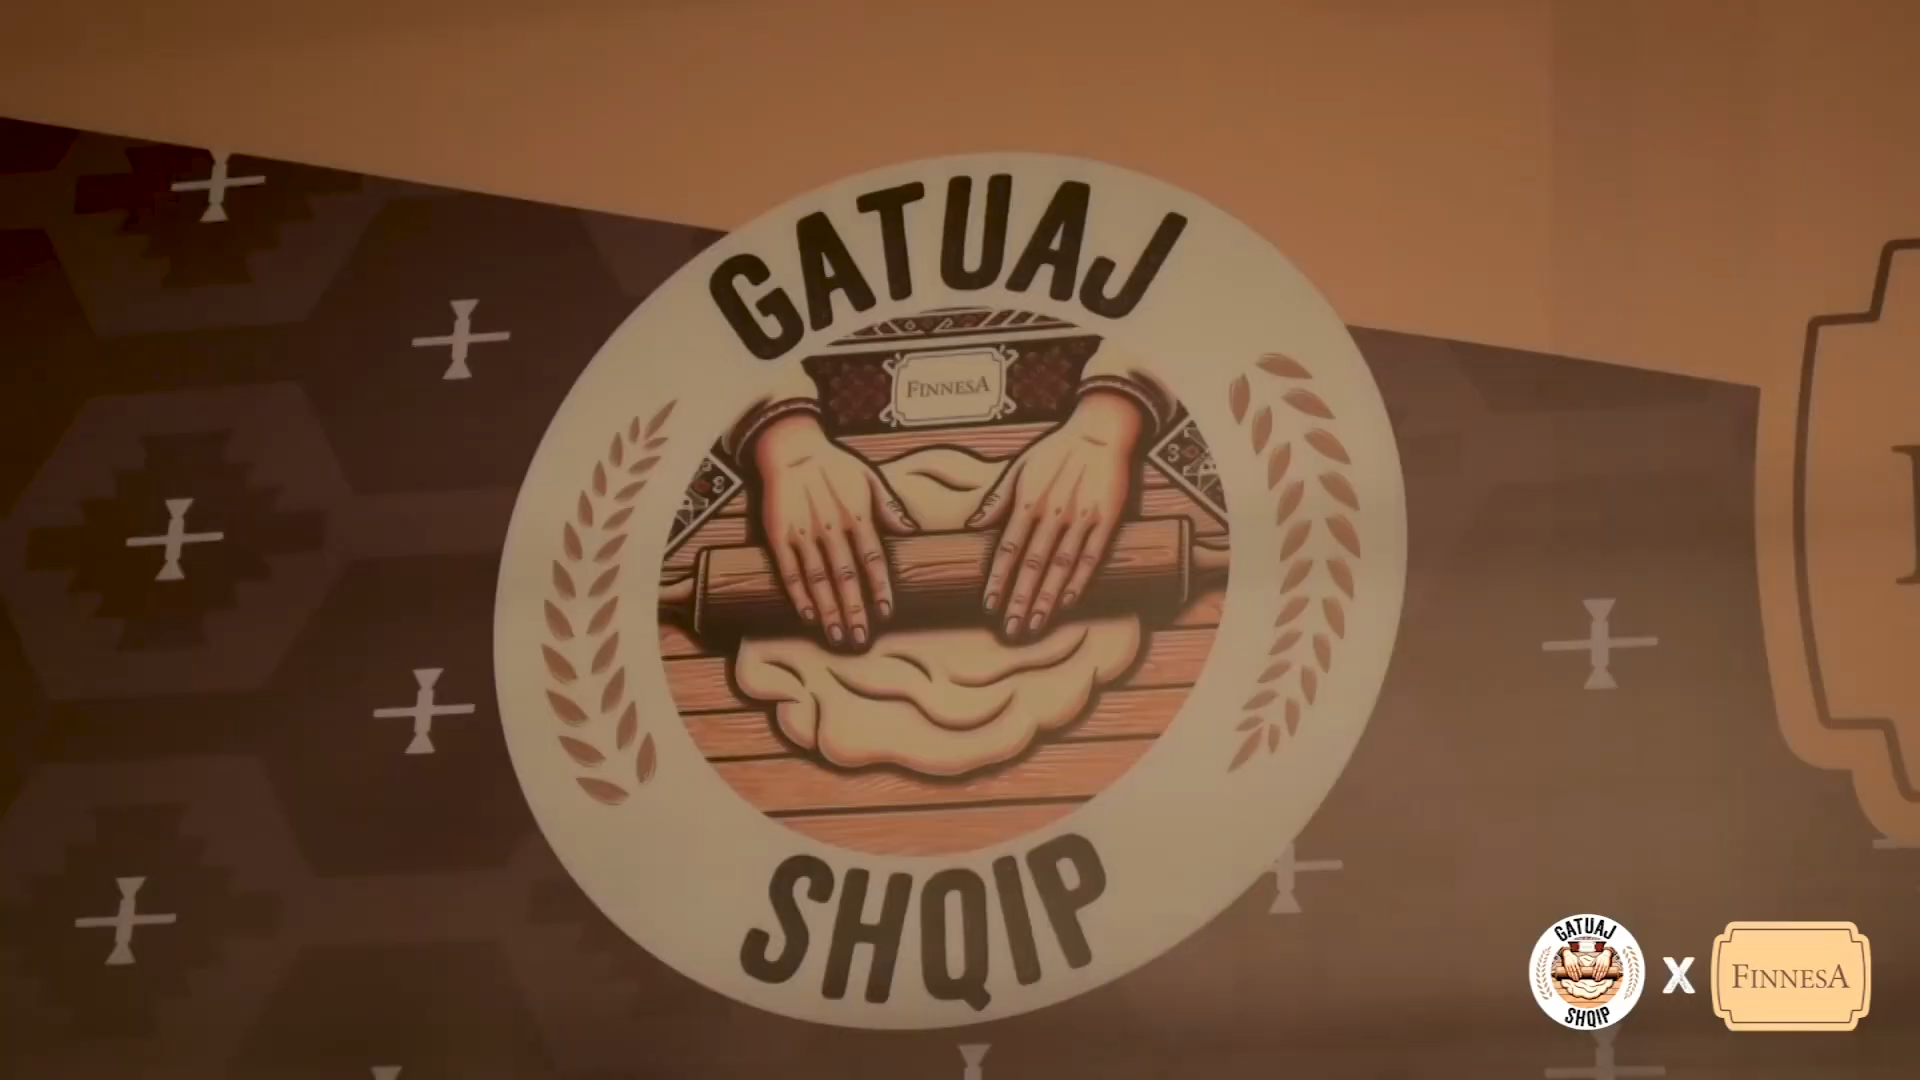 GATUAJ
FINNESA
SHQIP
GATUAJ
SHQIP
X
FINNESA